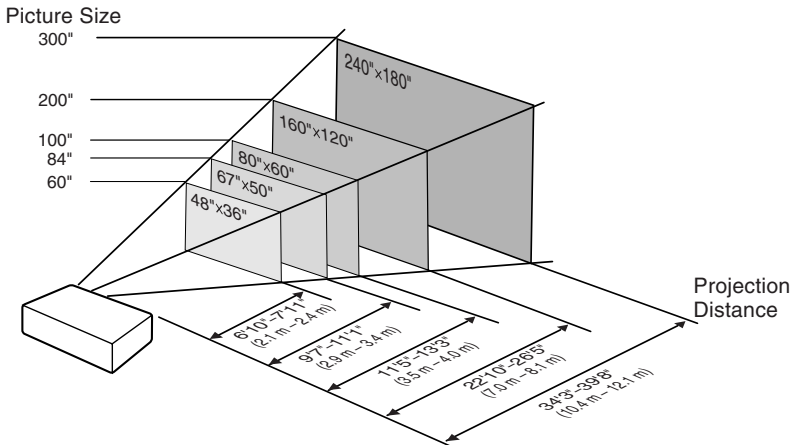 Picture Size
300"
200"
100"
84"
60"
240"×180"
160"×120"
80"×60"
67"×50"
48"×36"
Projection
Distance
6'10"–7'11"
(2.1 m – 2.4 m)
9'7"–11'1"
(2.9 m – 3.4 m)
11'5"–13'3"
(3.5 m – 4.0 m)
22'10"–26'5"
(7.0 m – 8.1 m)
34'3"–39'8"
(10.4 m – 12.1 m)